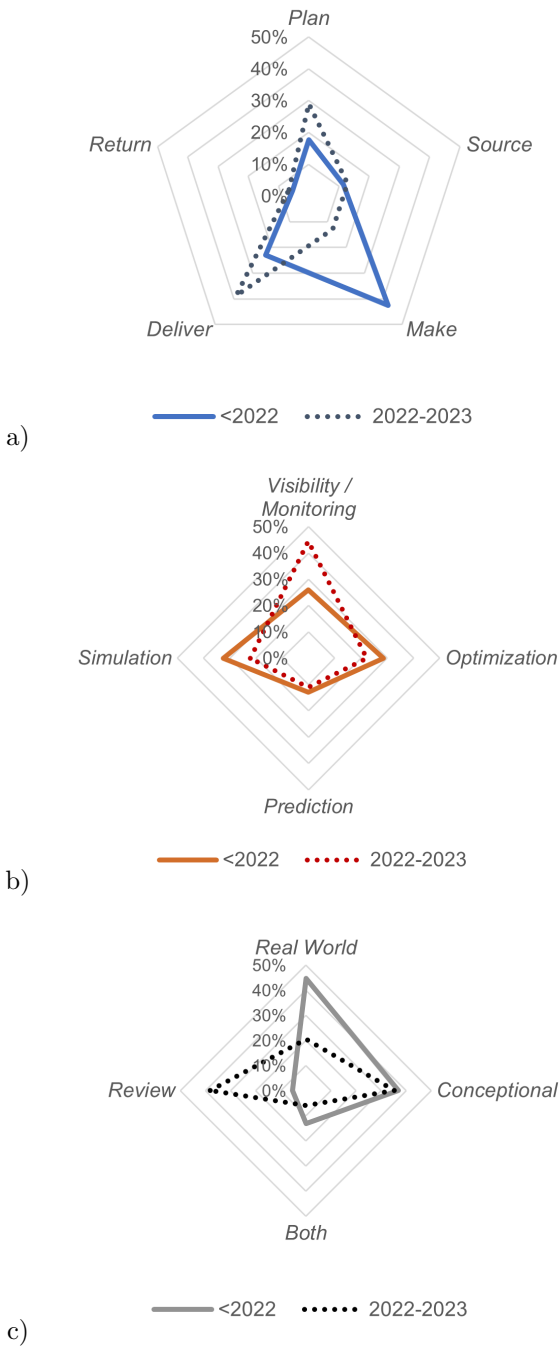 Plan
50%
40%
30%
20%
10%
0%
Return
Source
Deliver
Make
<2022
2022-2023
a)
Visibility /
Monitoring
50%
40%
30%
20%
10%
0%
Simulation
Optimization
Prediction
<2022
2022-2023
b)
Real World
50%
40%
30%
20%
10%
0%
Review
Conceptional
Both
<2022
2022-2023
c)